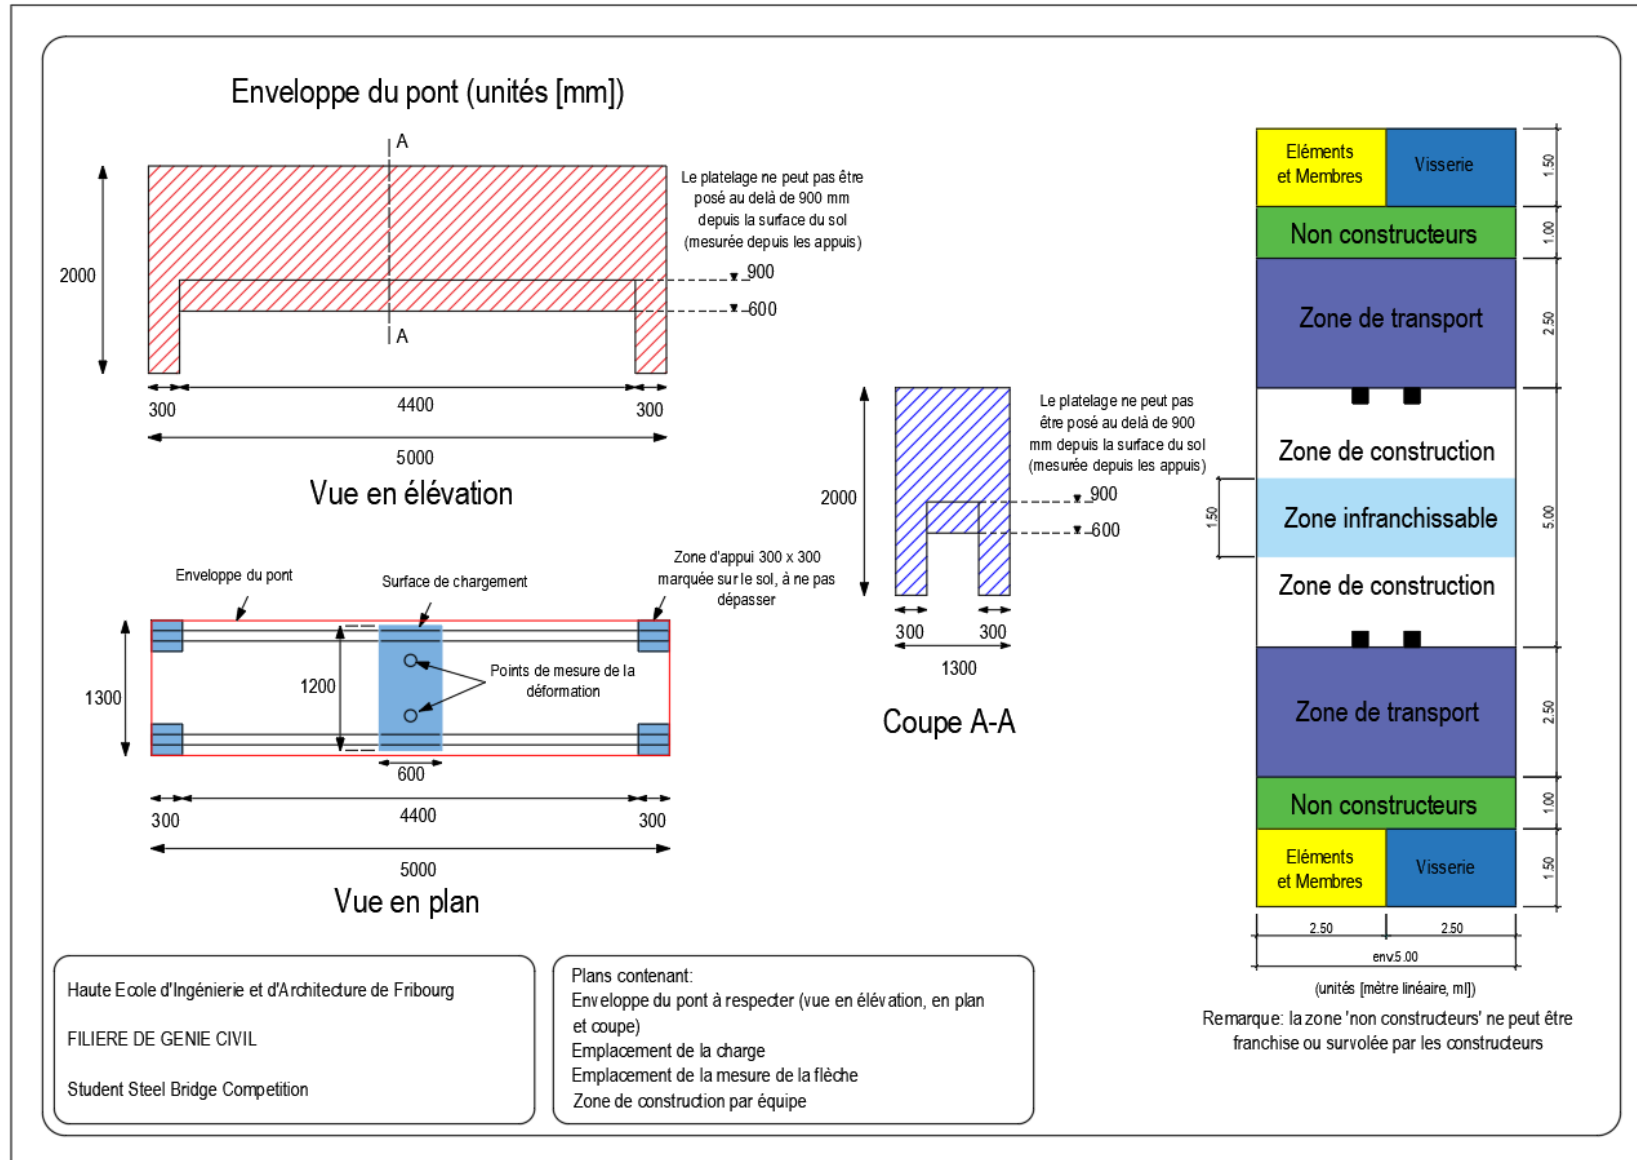 Enveloppe du pont (unités [mm])
A
2000
A
300
4400
300
5000
Vue en élévation
Le platelage ne peut pas être
posé au delà de 900 mm
depuis la surface du sol
(mesurée depuis les appuis)
900
600
Enveloppe du pont
Surface de chargement
Zone d'appui 300 x 300
marquée sur le sol, à ne pas
dépasser
1300
1200
Points de mesure de la
déformation
600
300
4400
300
5000
Vue en plan
2000
Le platelage ne peut pas
être posé au delà de 900
mm depuis la surface du sol
(mesurée depuis les appuis)
900
600
300
300
1300
Coupe A-A
Eléments
et Membres
Visserie
1.50
Non constructeurs
1.00
Zone de transport
2.50
Zone de construction
1.50
Zone infranchissable
5.00
Zone de construction
Zone de transport
2.50
Non constructeurs
1.00
Eléments
et Membres
Visserie
1.50
2.50
2.50
env.5.00
(unités [mètre linéaire, ml])
Remarque: la zone 'non constructeurs' ne peut être
franchise ou survolée par les constructeurs
Haute Ecole d'Ingénierie et d'Architecture de Fribourg
FILIERE DE GENIE CIVIL
Student Steel Bridge Competition
Plans contenant:
Enveloppe du pont à respecter (vue en élévation, en plan
et coupe)
Emplacement de la charge
Emplacement de la mesure de la flèche
Zone de construction par équipe